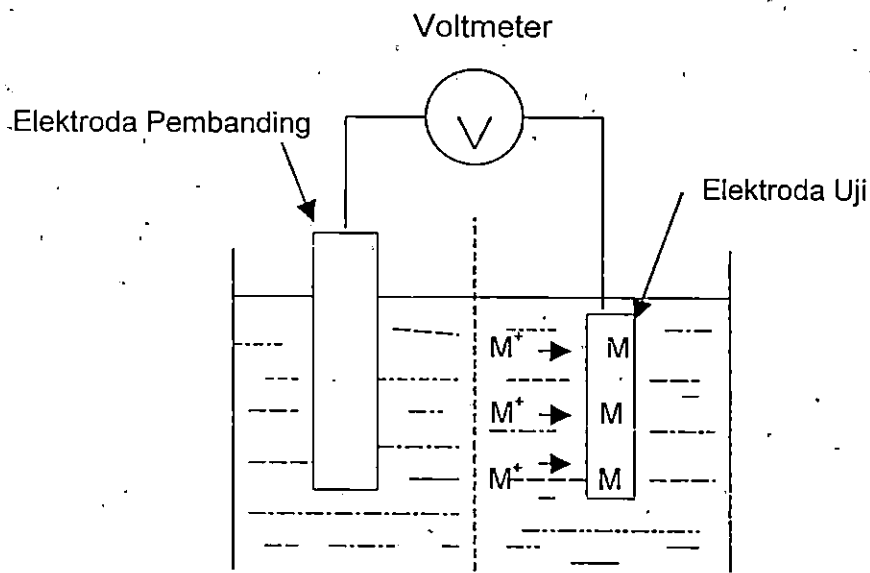 Voltmeter
V
Elektroda Pembanding
Elektroda Uji
M⁺ M
M⁺ M
M⁺ M